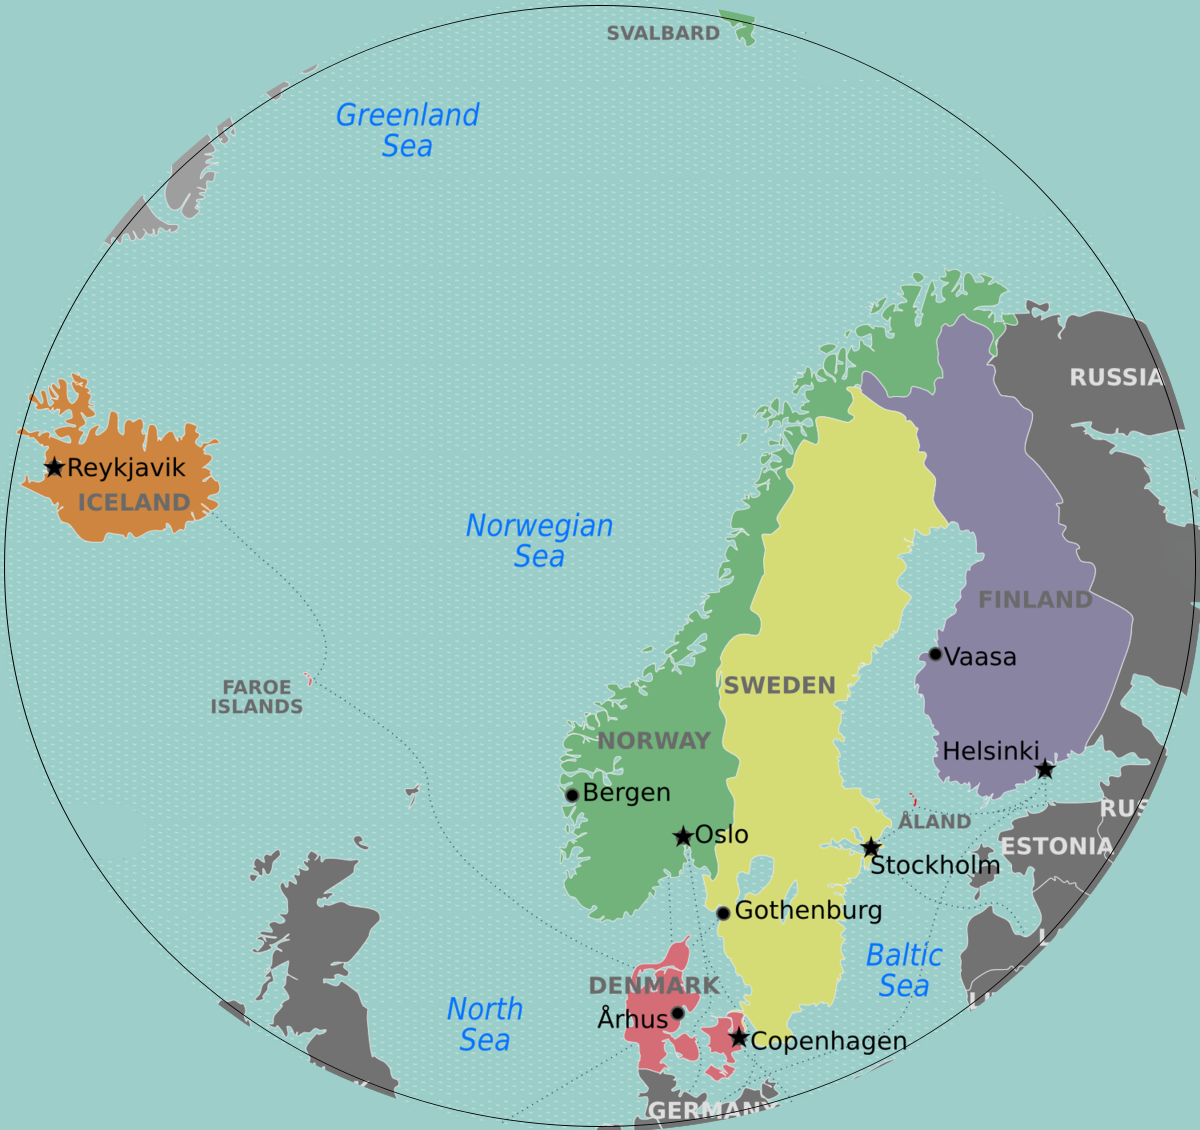 SVALBARD
Greenland
Sea
RUSSIA
Reykjavik
ICELAND
Norwegian
Sea
FINLAND
Vaasa
FAROE
ISLANDS
SWEDEN
NORWAY
Helsinki
Bergen
ÅLAND
RUS
Oslo
ESTONIA
Stockholm
Gothenburg
Baltic
Sea
DENMARK
North
Sea
Århus
Copenhagen
GERMANY